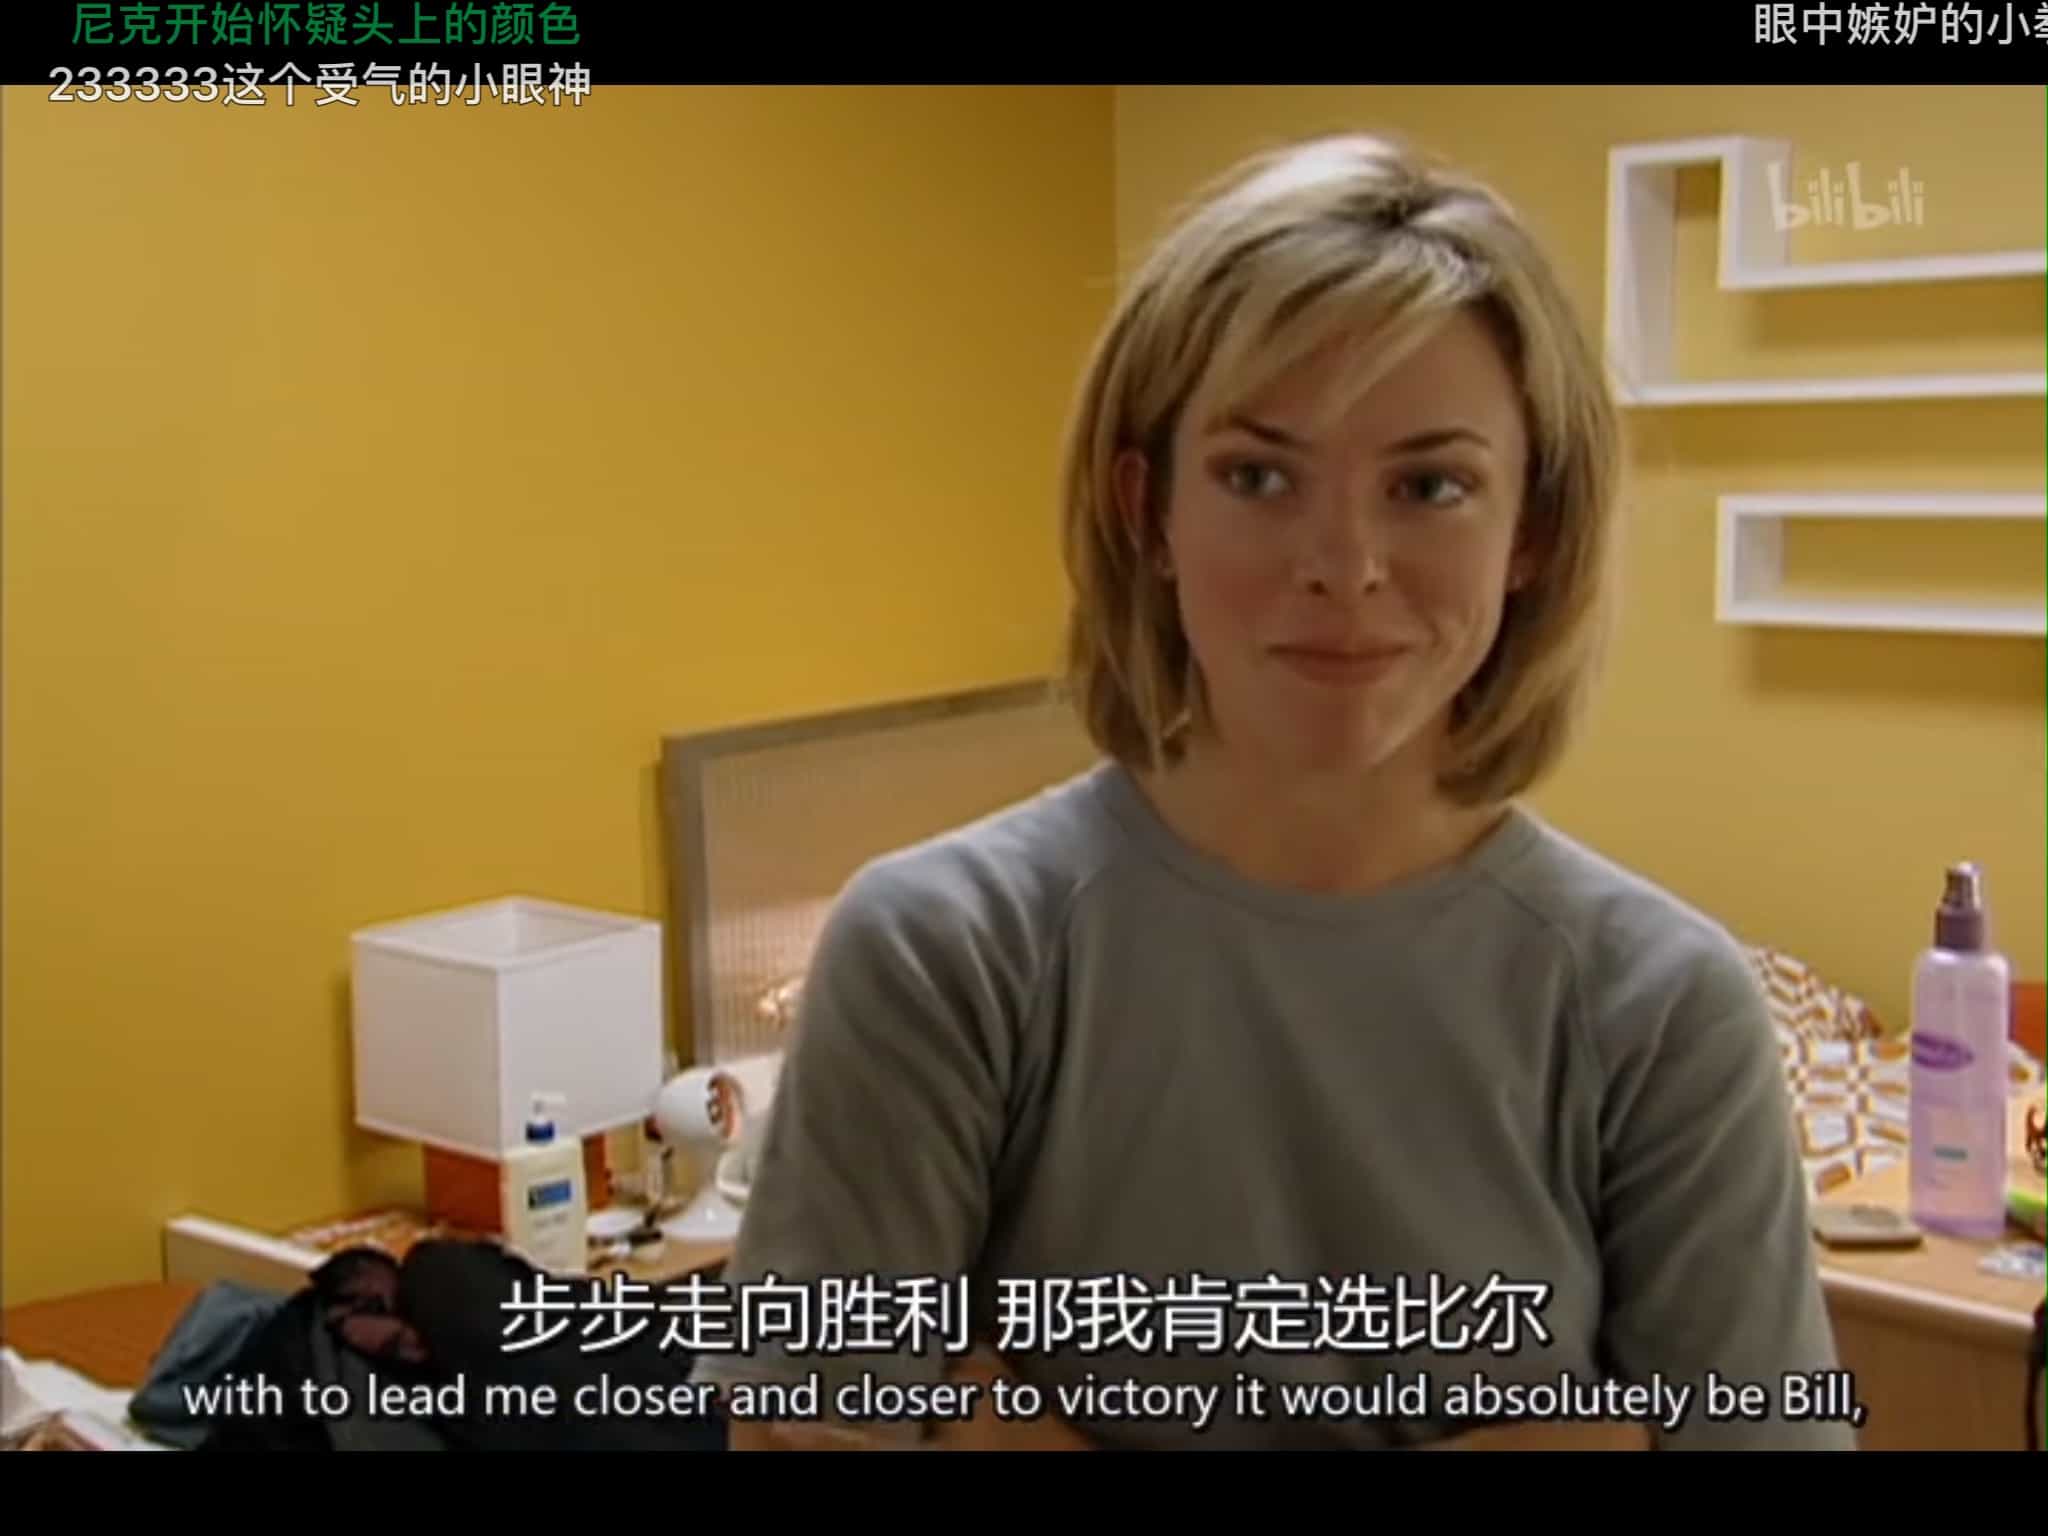 尼克开始怀疑头上的颜色
眼中嫉妒的小
233333这个受气的小眼神
bilibili
步步走向胜利 那我肯定选比尔
with to lead me closer and closer to victory it would absolutely be Bill,